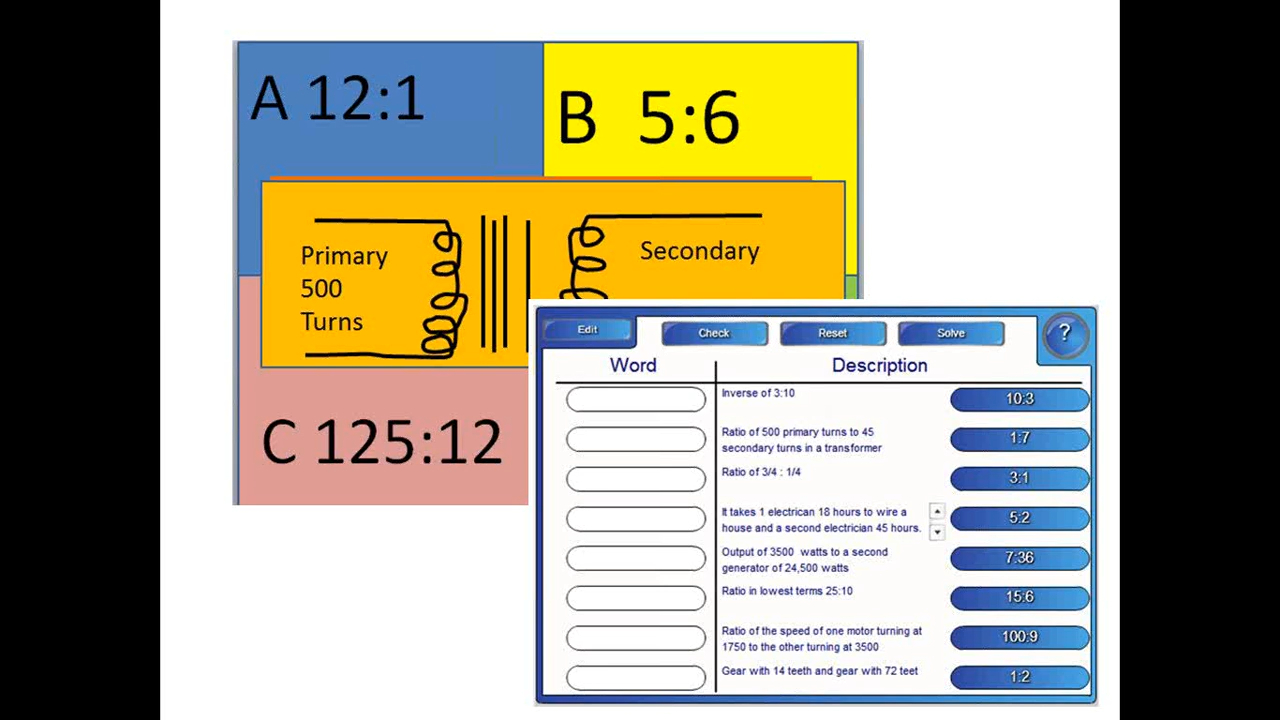 A 12:1
B 5:6
Primary
500
Turns
Secondary
C 125:12
Edit
Check
Reset
Solve
?
Word
Description
Inverse of 3:10
10:3
Ratio of 500 primary turns to 45
secondary turns in a transformer
1:7
Ratio of 3/4 : 1/4
3:1
It takes 1 electrican 18 hours to wire a
house and a second electrician 45 hours.
5:2
Output of 3500 watts to a second
generator of 24,500 watts
7:36
Ratio in lowest terms 25:10
15:6
Ratio of the speed of one motor turning at
1750 to the other turning at 3500
100:9
Gear with 14 teeth and gear with 72 teet
1:2